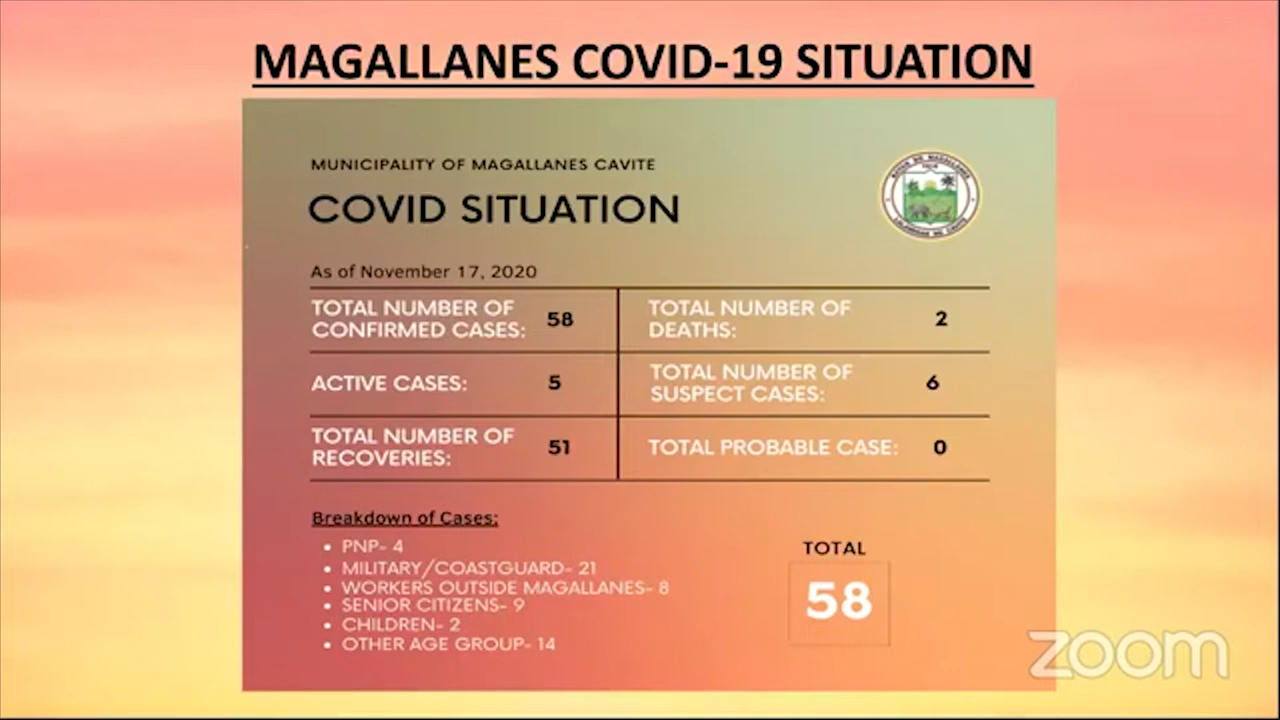 MAGALLANES COVID-19 SITUATION
MUNICIPALITY OF MAGALLANES CAVITE
COVID SITUATION
As of November 17, 2020
TOTAL NUMBER OF
CONFIRMED CASES: 58
TOTAL NUMBER OF
DEATHS: 2
ACTIVE CASES: 5
TOTAL NUMBER OF
SUSPECT CASES: 6
TOTAL NUMBER OF
RECOVERIES: 51
TOTAL PROBABLE CASE: 0
Breakdown of Cases:
• PNP- 4
• MILITARY/COASTGUARD- 21
• WORKERS OUTSIDE MAGALLANES- 8
• SENIOR CITIZENS- 9
• CHILDREN- 2
• OTHER AGE GROUP- 14
TOTAL
58
zoom